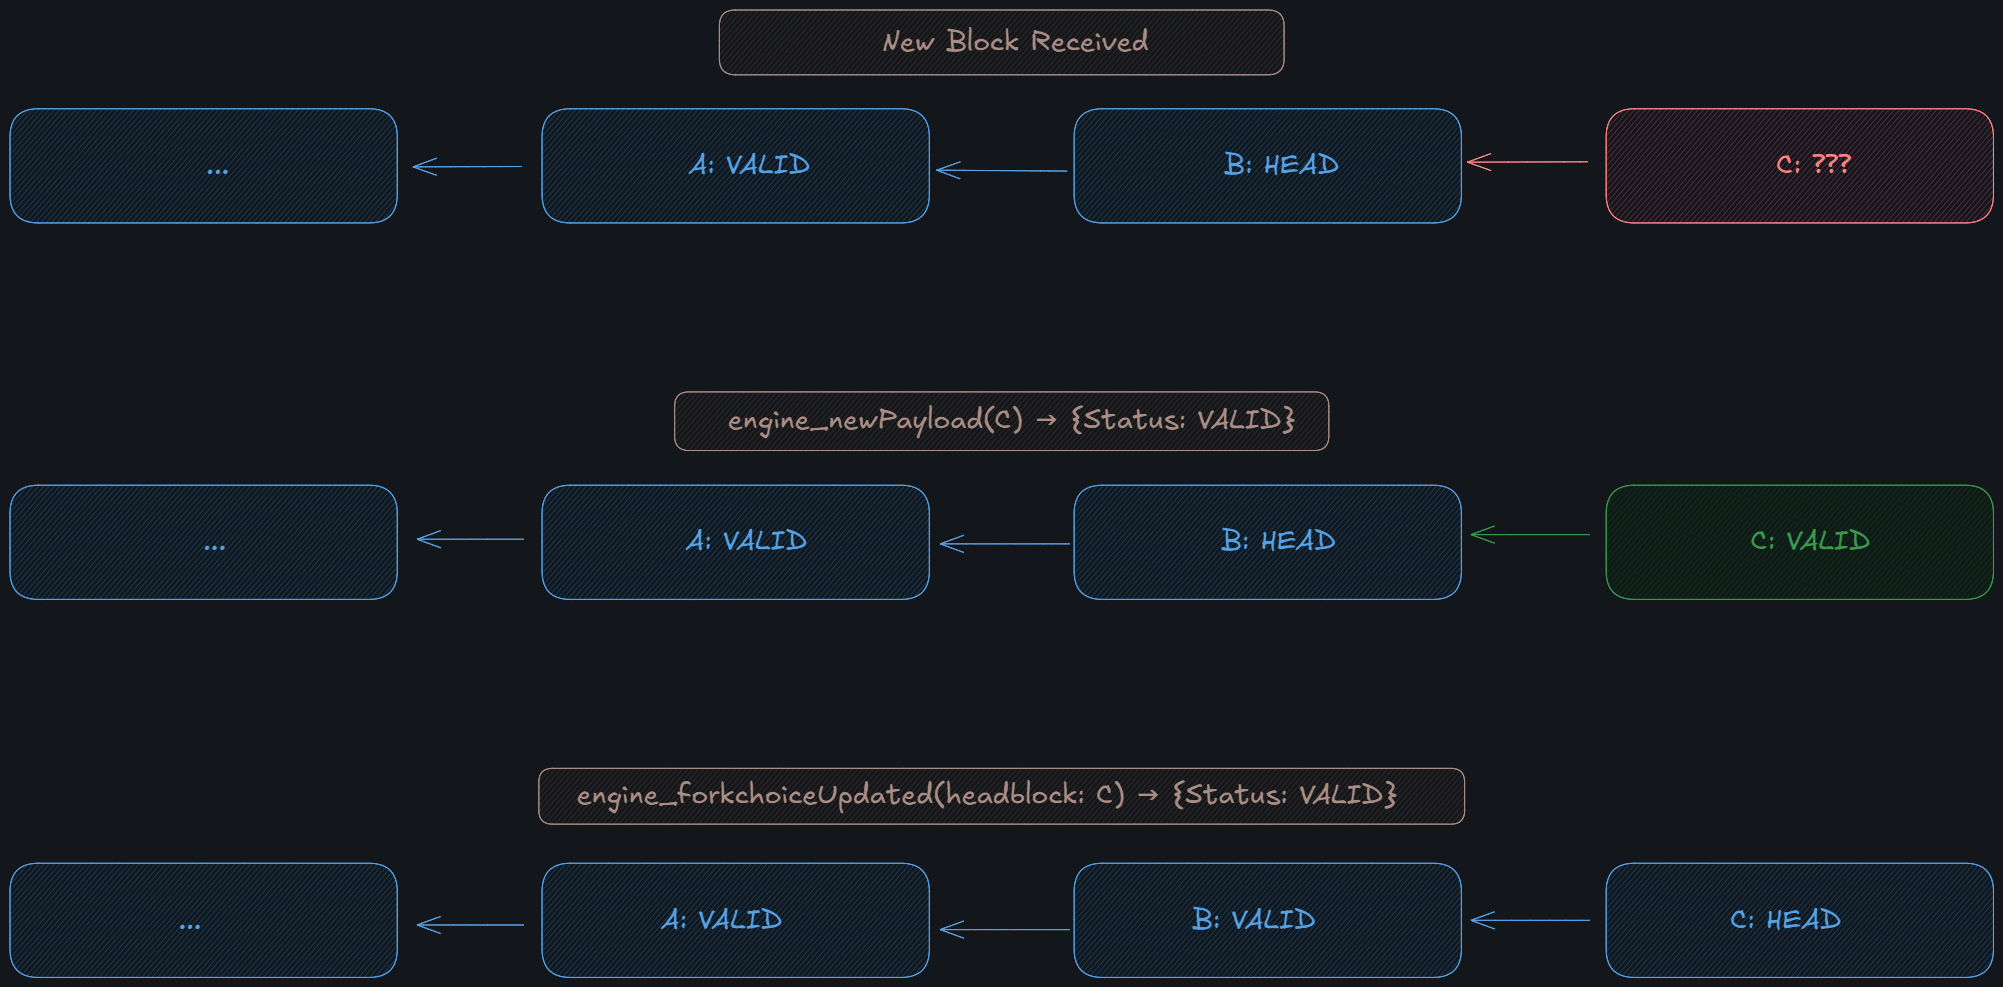 New Block Received
...
A: VALID
B: HEAD
C: ???
engine_newPayload(C) → {Status: VALID}
...
A: VALID
B: HEAD
C: VALID
engine_forkchoiceUpdated(headblock: C) → {Status: VALID}
...
A: VALID
B: VALID
C: HEAD